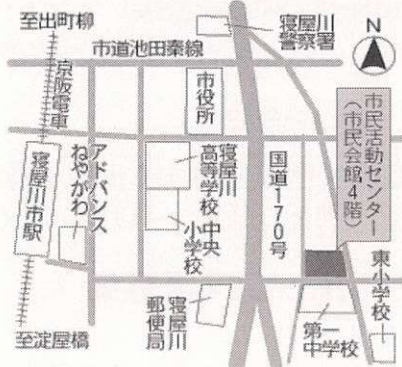 至出町柳
寝屋川
警察署
N
市道池田秦線
京阪電車
市役所
市民活動センター
(市民会館4階)
アドバンス
ねやがわ
寝屋川
高等学校
中央
小学校
国道170号
寝屋川市駅
東小学校
寝屋川
郵便局
第一
中学校
至淀屋橋